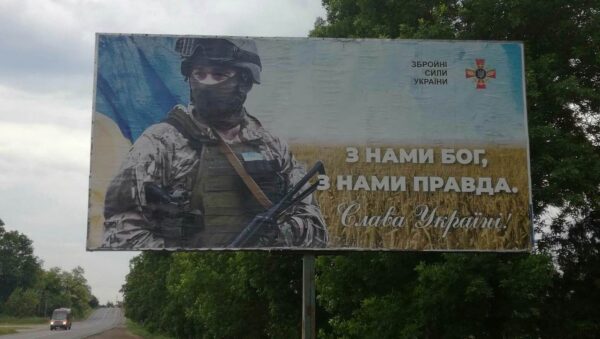 ЗБРОЙНІ
СИЛИ
УКРАЇНИ
З НАМИ БОГ,
З НАМИ ПРАВДА.
Слава Україні!